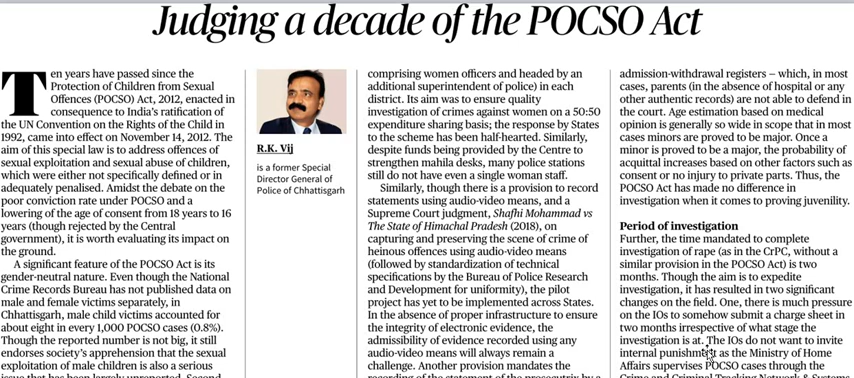 Judging a decade of the POCSO Act
Ten years have passed since the
Protection of Children from Sexual
Offences (POCSO) Act, 2012, enacted in
consequence to India's ratification of
the UN Convention on the Rights of the Child in
1992, came into effect on November 14, 2012. The
aim of this special law is to address offences of
sexual exploitation and sexual abuse of children,
which were either not specifically defined or in
adequately penalised. Amidst the debate on the
poor conviction rate under POCSO and a
lowering of the age of consent from 18 years to 16
years (though rejected by the Central
government), it is worth evaluating its impact on
the ground.
A significant feature of the POCSO Act is its
gender-neutral nature. Even though the National
Crime Records Bureau has not published data on
male and female victims separately, in
Chhattisgarh, male child victims accounted for
about eight in every 1,000 POCSO cases (0.8%).
Though the reported number is not big, it still
endorses society's apprehension that the sexual
exploitation of male children is also a serious
issue that has been largely unreported. Second,
R.K. Vij
is a former Special
Director General of
Police of Chhattisgarh
comprising women officers and headed by an
additional superintendent of police) in each
district. Its aim was to ensure quality
investigation of crimes against women on a 50:50
expenditure sharing basis; the response by States
to the scheme has been half-hearted. Similarly,
despite funds being provided by the Centre to
strengthen mahila desks, many police stations
still do not have even a single woman staff.
Similarly, though there is a provision to record
statements using audio-video means, and a
Supreme Court judgment, Shafhi Mohammad vs
The State of Himachal Pradesh (2018), on
capturing and preserving the scene of crime of
heinous offences using audio-video means
(followed by standardization of technical
specifications by the Bureau of Police Research
and Development for uniformity), the pilot
project has yet to be implemented across States.
In the absence of proper infrastructure to ensure
the integrity of electronic evidence, the
admissibility of evidence recorded using any
audio-video means will always remain a
challenge. Another provision mandates the
recording of the statement of the prosecutrix by a
admission-withdrawal registers — which, in most
cases, parents (in the absence of hospital or any
other authentic records) are not able to defend in
the court. Age estimation based on medical
opinion is generally so wide in scope that in most
cases minors are proved to be major. Once a
minor is proved to be a major, the probability of
acquittal increases based on other factors such as
consent or no injury to private parts. Thus, the
POCSO Act has made no difference in
investigation when it comes to proving juvenility.
Period of investigation
Further, the time mandated to complete
investigation of rape (as in the CrPC, without a
similar provision in the POCSO Act) is two
months. Though the aim is to expedite
investigation, it has resulted in two significant
changes on the field. One, there is much pressure
on the IOs to somehow submit a charge sheet in
two months irrespective of what stage the
investigation is at. The IOs do not want to invite
internal punishment as the Ministry of Home
Affairs supervises POCSO cases through the
Crime and Criminal Tracking Network & Systems